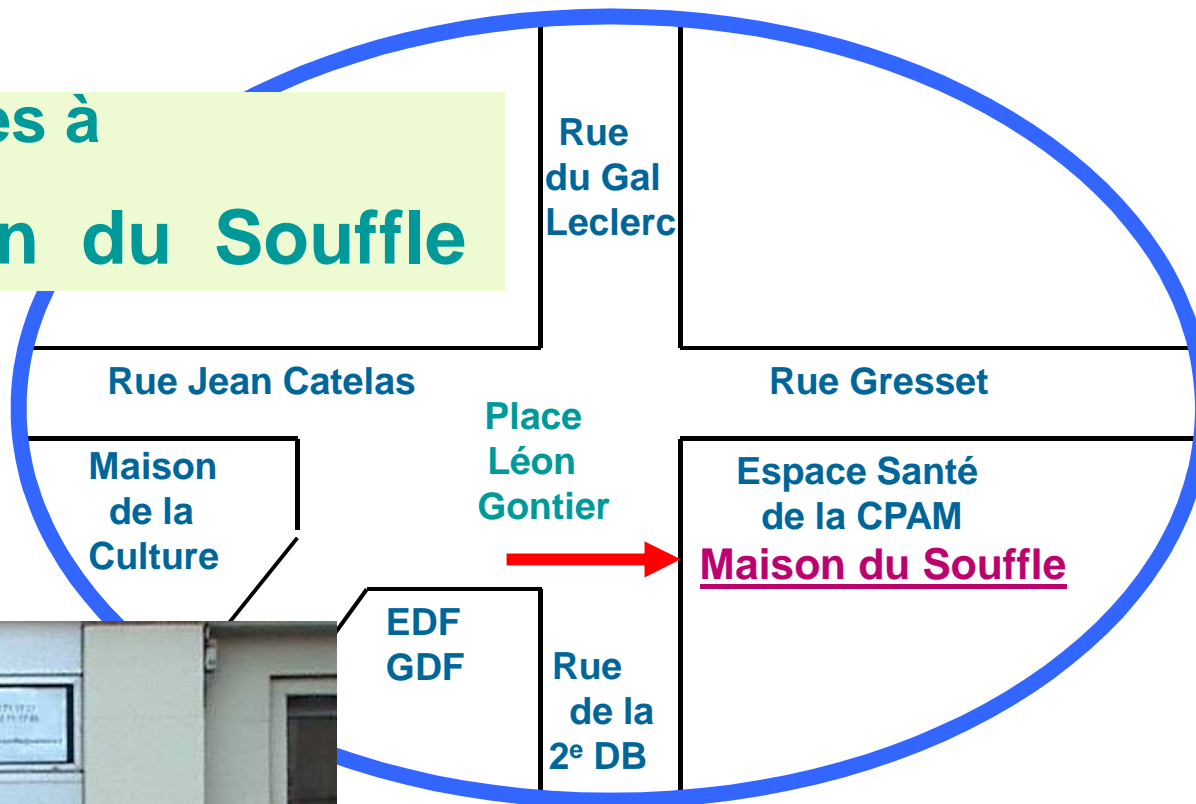 es à
n du Souffle
Rue
du Gal
Leclerc
Rue Jean Catelas
Rue Gresset
Place
Léon
Gontier
Maison
de la
Culture
Espace Santé
de la CPAM
Maison du Souffle
EDF
GDF
Rue
de la
2e DB